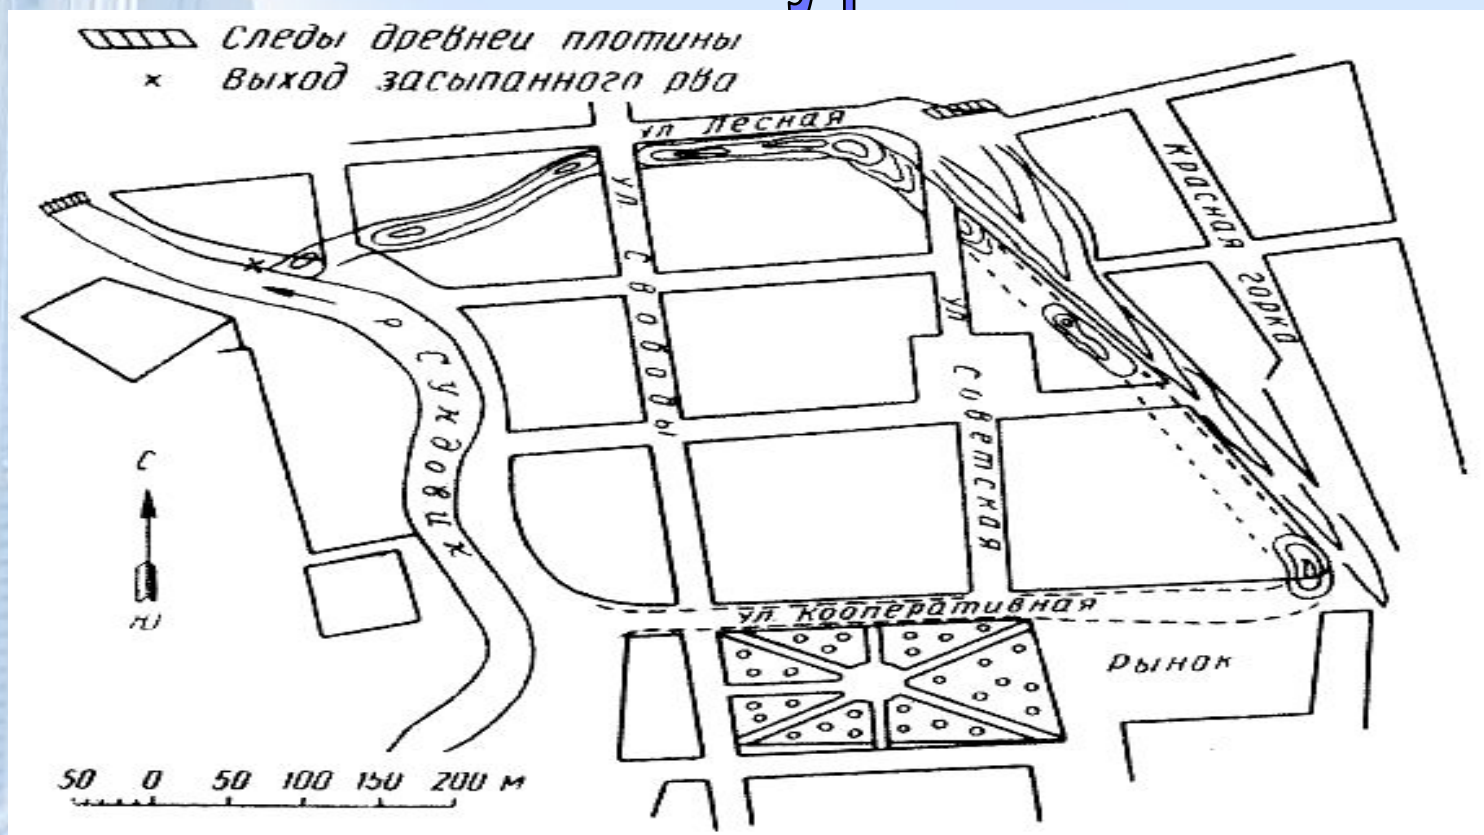 Следы древней плотины
Выход засыпанного рва
ул Лесная
ул. Свободы
Красная горка
ул Советская
р Сундовик
С
Ю
ул. Кооперативная
Рынок
50 0 50 100 150 200 м